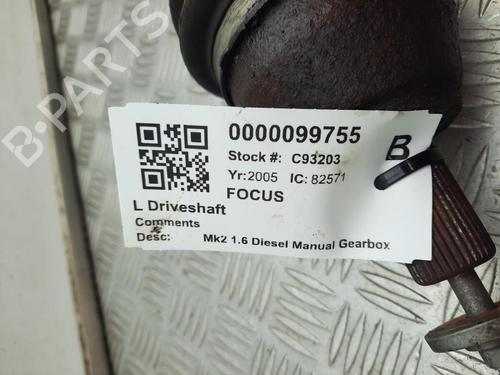 B-PARTS
0000099755
Stock #: C93203
B
Yr:2005 IC: 82571
FOCUS
L Driveshaft
Comments
Desc: Mk2 1.6 Diesel Manual Gearbox